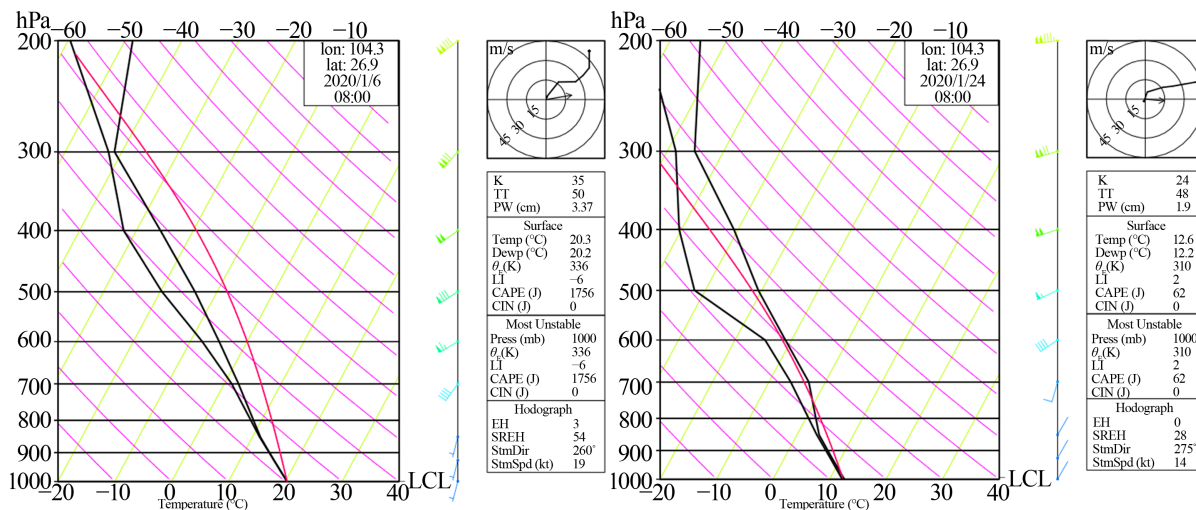 hPa
−60 −50 −40 −30 −20 −10
200
300
400
500
600
700
800
900
1000
−20 −10 0 10 20 30 40
Temperature (°C)
LCL
lon: 104.3
lat: 26.9
2020/1/6
08:00
m/s
15
30
45
K 35
TT 50
PW (cm) 3.37
Surface
Temp (°C) 20.3
Dewp (°C) 20.2
θE(K) 336
LI −6
CAPE (J) 1756
CIN (J) 0
Most Unstable
Press (mb) 1000
θE(K) 336
LI −6
CAPE (J) 1756
CIN (J) 0
Hodograph
EH 3
SREH 54
StmDir 260°
StmSpd (kt) 19
hPa
−60 −50 −40 −30 −20 −10
200
300
400
500
600
700
800
900
1000
−20 −10 0 10 20 30 40
Temperature (°C)
LCL
lon: 104.3
lat: 26.9
2020/1/24
08:00
m/s
15
30
45
K 24
TT 48
PW (cm) 1.9
Surface
Temp (°C) 12.6
Dewp (°C) 12.2
θE(K) 310
LI 2
CAPE (J) 62
CIN (J) 0
Most Unstable
Press (mb) 1000
θE(K) 310
LI 2
CAPE (J) 62
CIN (J) 0
Hodograph
EH 0
SREH 28
StmDir 275°
StmSpd (kt) 14